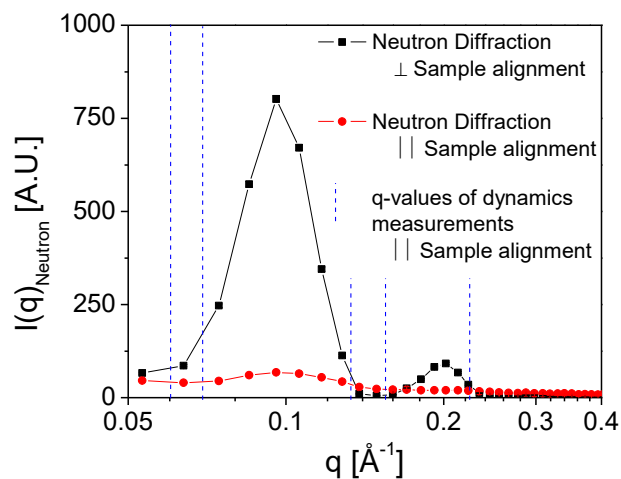 1000
750
500
250
0
I(q)Neutron [A.U.]
Neutron Diffraction
⊥ Sample alignment
Neutron Diffraction
|| Sample alignment
q-values of dynamics
measurements
|| Sample alignment
0.05 0.1 0.2 0.3 0.4
q [Å-1]